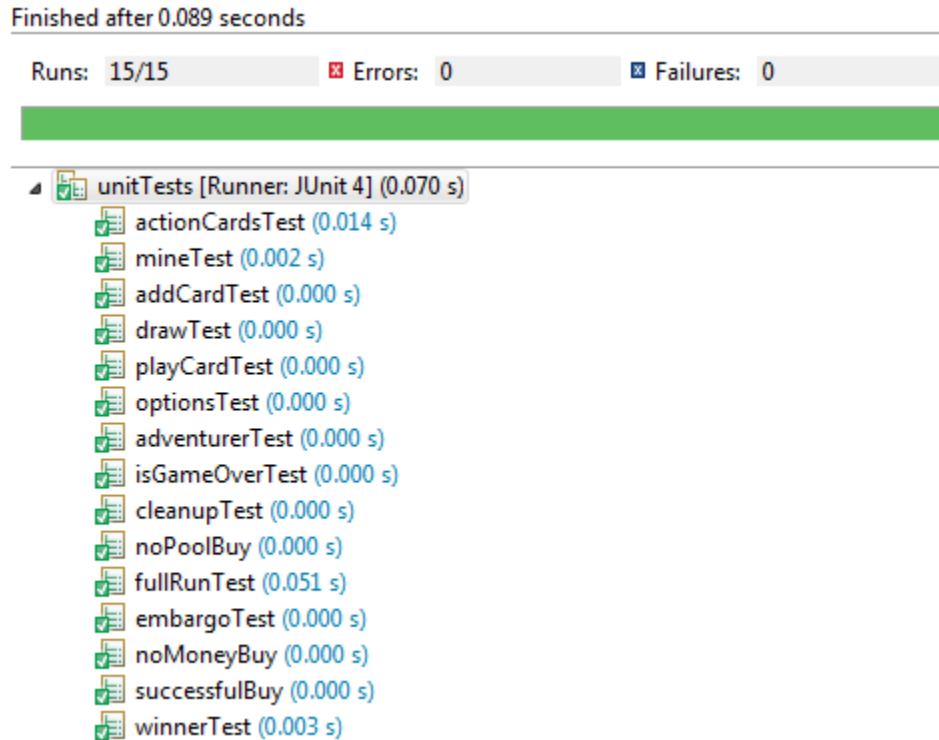 Finished after 0.089 seconds
Runs: 15/15 Errors: 0 Failures: 0
unitTests [Runner: JUnit 4] (0.070 s)
actionCardsTest (0.014 s)
mineTest (0.002 s)
addCardTest (0.000 s)
drawTest (0.000 s)
playCardTest (0.000 s)
optionsTest (0.000 s)
adventurerTest (0.000 s)
isGameOverTest (0.000 s)
cleanupTest (0.000 s)
noPoolBuy (0.000 s)
fullRunTest (0.051 s)
embargoTest (0.000 s)
noMoneyBuy (0.000 s)
successfulBuy (0.000 s)
winnerTest (0.003 s)